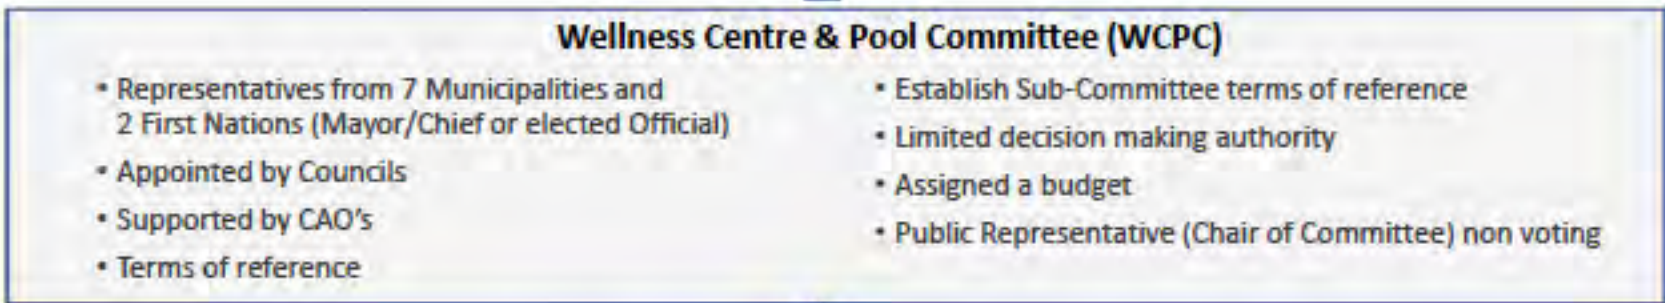 Wellness Centre & Pool Committee (WCPC)
• Representatives from 7 Municipalities and
2 First Nations (Mayor/Chief or elected Official)
• Appointed by Councils
• Supported by CAO's
• Terms of reference
• Establish Sub-Committee terms of reference
• Limited decision making authority
• Assigned a budget
• Public Representative (Chair of Committee) non voting